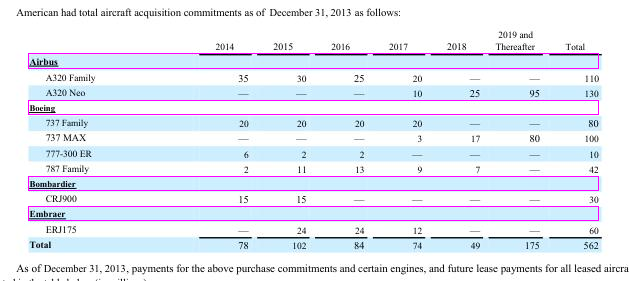 American had total aircraft acquisition commitments as of December 31, 2013 as follows:
2019 and
2014 2015 2016 2017 2018 Thereafter Total
Airbus
A320 Family 35 30 25 20 — — 110
A320 Neo — — — 10 25 95 130
Boeing
737 Family 20 20 20 20 — — 80
737 MAX — — — 3 17 80 100
777-300 ER 6 2 2 — — — 10
787 Family 2 11 13 9 7 — 42
Bombardier
CRJ900 15 15 — — — — 30
Embraer
ERJ175 — 24 24 12 — — 60
Total 78 102 84 74 49 175 562
As of December 31, 2013, payments for the above purchase commitments and certain engines, and future lease payments for all leased aircra